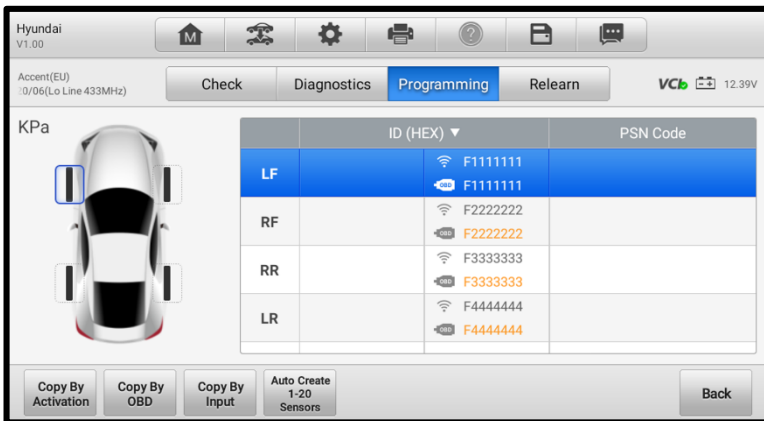 Hyundai
V1.00
M
?
Accent(EU)
:0/06(Lo Line 433MHz)
Check
Diagnostics
Programming
Relearn
VCI
12.39V
KPa
ID (HEX) ▼
PSN Code
LF
F1111111
OBD F1111111
RF
F2222222
OBD F2222222
RR
F3333333
OBD F3333333
LR
F4444444
OBD F4444444
Copy By
Activation
Copy By
OBD
Copy By
Input
Auto Create
1-20
Sensors
Back